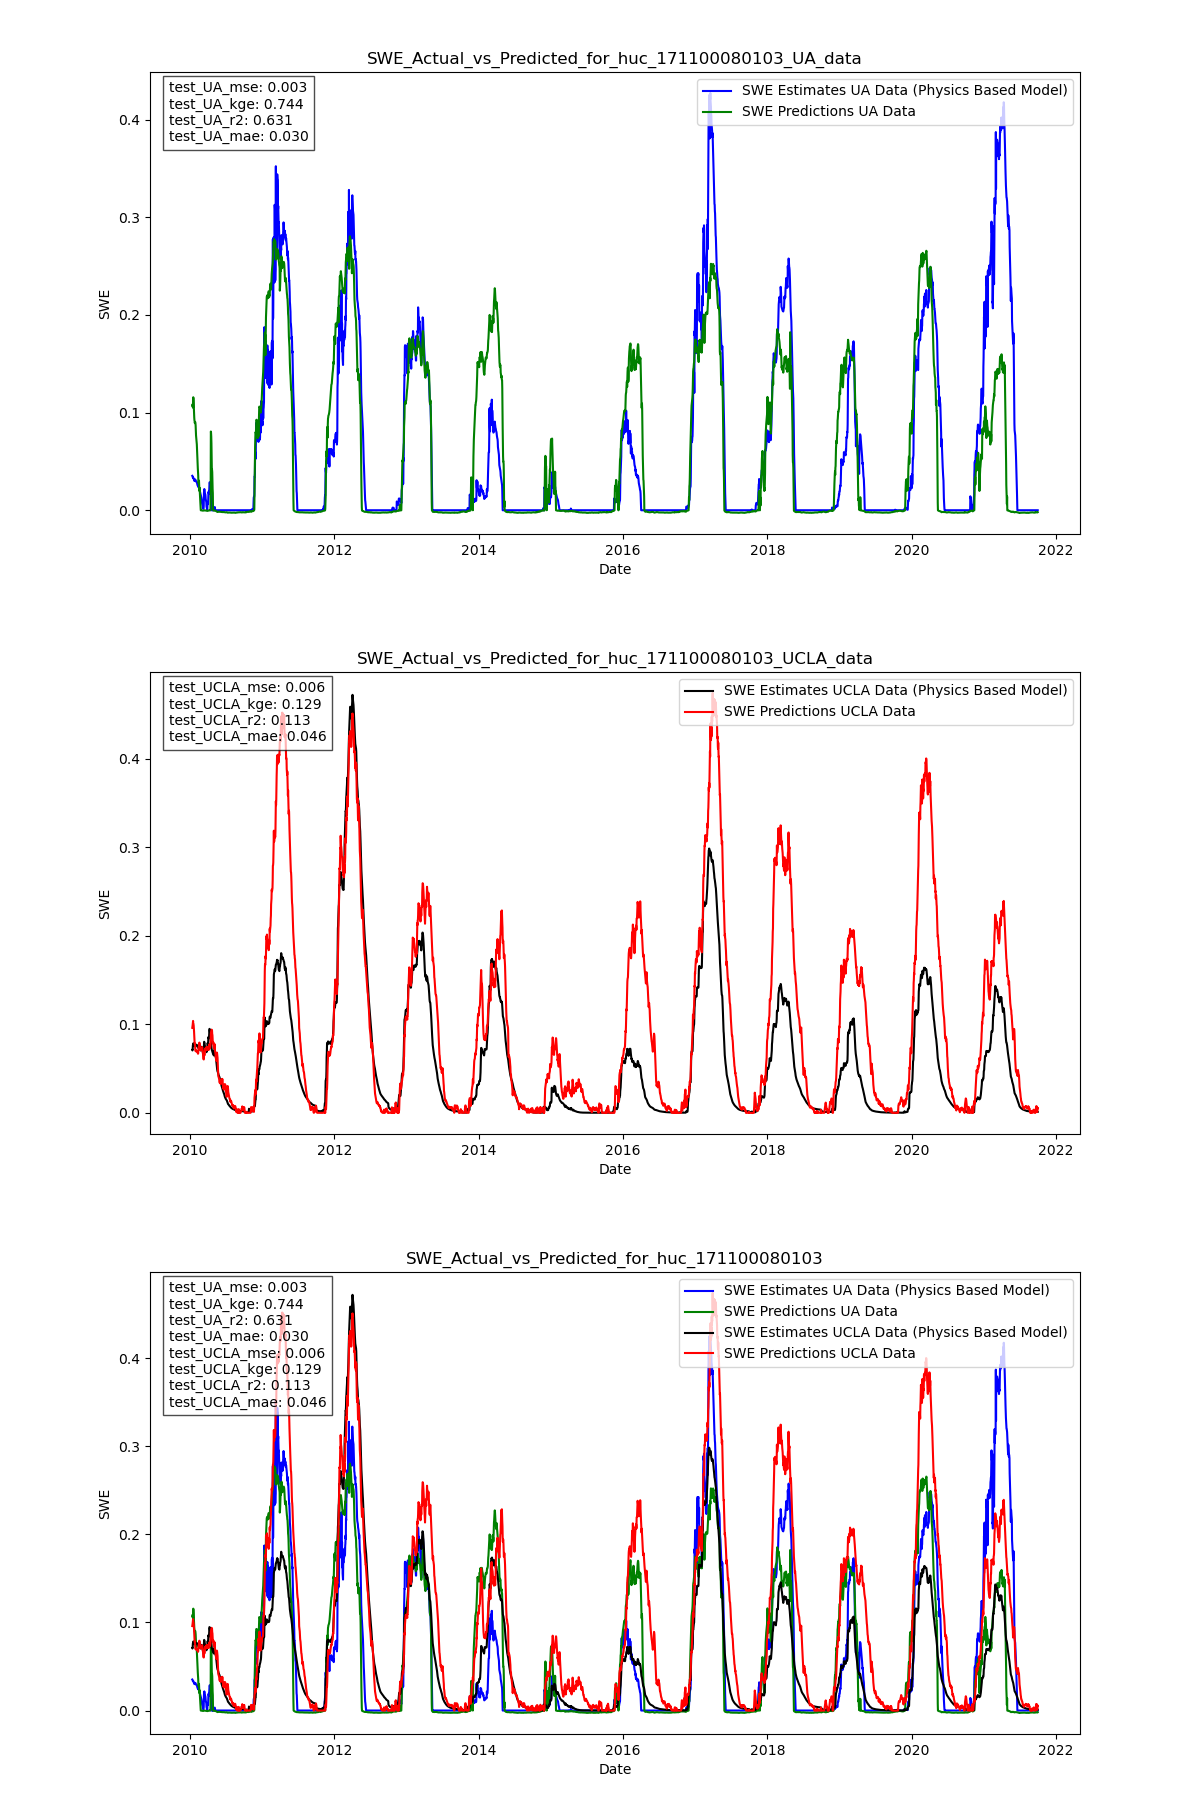 SWE_Actual_vs_Predicted_for_huc_171100080103_UA_data
test_UA_mse: 0.003
test_UA_kge: 0.744
test_UA_r2: 0.631
test_UA_mae: 0.030
SWE Estimates UA Data (Physics Based Model)
SWE Predictions UA Data
0.4
0.3
0.2
0.1
0.0
SWE
2010 2012 2014 2016 2018 2020 2022
Date
SWE_Actual_vs_Predicted_for_huc_171100080103_UCLA_data
test_UCLA_mse: 0.006
test_UCLA_kge: 0.129
test_UCLA_r2: 0.113
test_UCLA_mae: 0.046
SWE Estimates UCLA Data (Physics Based Model)
SWE Predictions UCLA Data
0.4
0.3
0.2
0.1
0.0
SWE
2010 2012 2014 2016 2018 2020 2022
Date
SWE_Actual_vs_Predicted_for_huc_171100080103
test_UA_mse: 0.003
test_UA_kge: 0.744
test_UA_r2: 0.631
test_UA_mae: 0.030
test_UCLA_mse: 0.006
test_UCLA_kge: 0.129
test_UCLA_r2: 0.113
test_UCLA_mae: 0.046
SWE Estimates UA Data (Physics Based Model)
SWE Predictions UA Data
SWE Estimates UCLA Data (Physics Based Model)
SWE Predictions UCLA Data
0.4
0.3
0.2
0.1
0.0
SWE
2010 2012 2014 2016 2018 2020 2022
Date